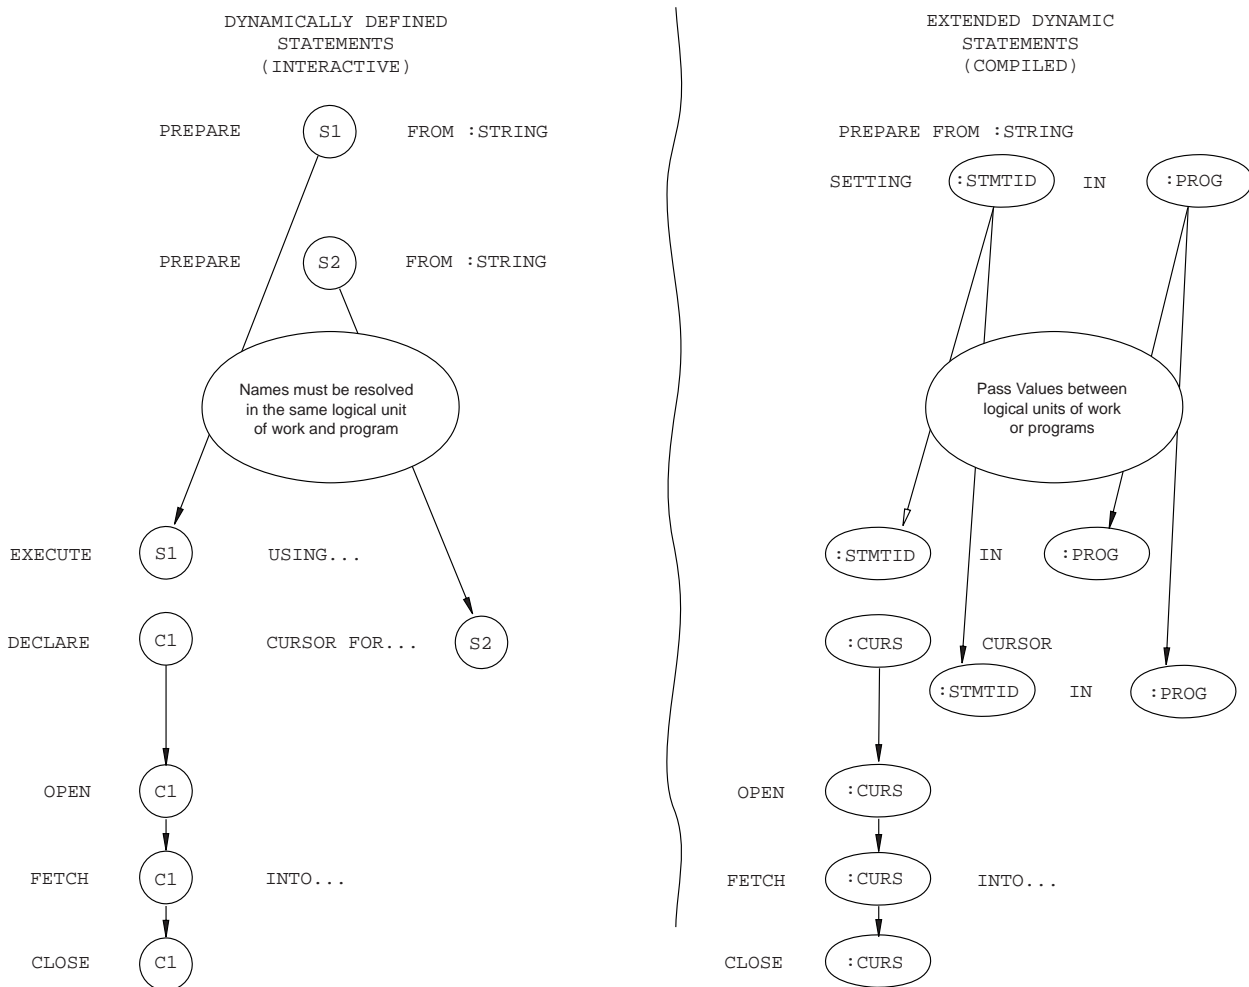 DYNAMICALLY DEFINED
STATEMENTS
(INTERACTIVE)
PREPARE S1 FROM :STRING
PREPARE S2 FROM :STRING
Names must be resolved
in the same logical unit
of work and program
EXECUTE S1 USING...
DECLARE C1 CURSOR FOR... S2
OPEN C1
FETCH C1 INTO...
CLOSE C1
EXTENDED DYNAMIC
STATEMENTS
(COMPILED)
PREPARE FROM :STRING
SETTING :STMTID IN :PROG
Pass Values between
logical units of work
or programs
:STMTID IN :PROG
:CURS CURSOR
:STMTID IN :PROG
OPEN :CURS
FETCH :CURS INTO...
CLOSE :CURS